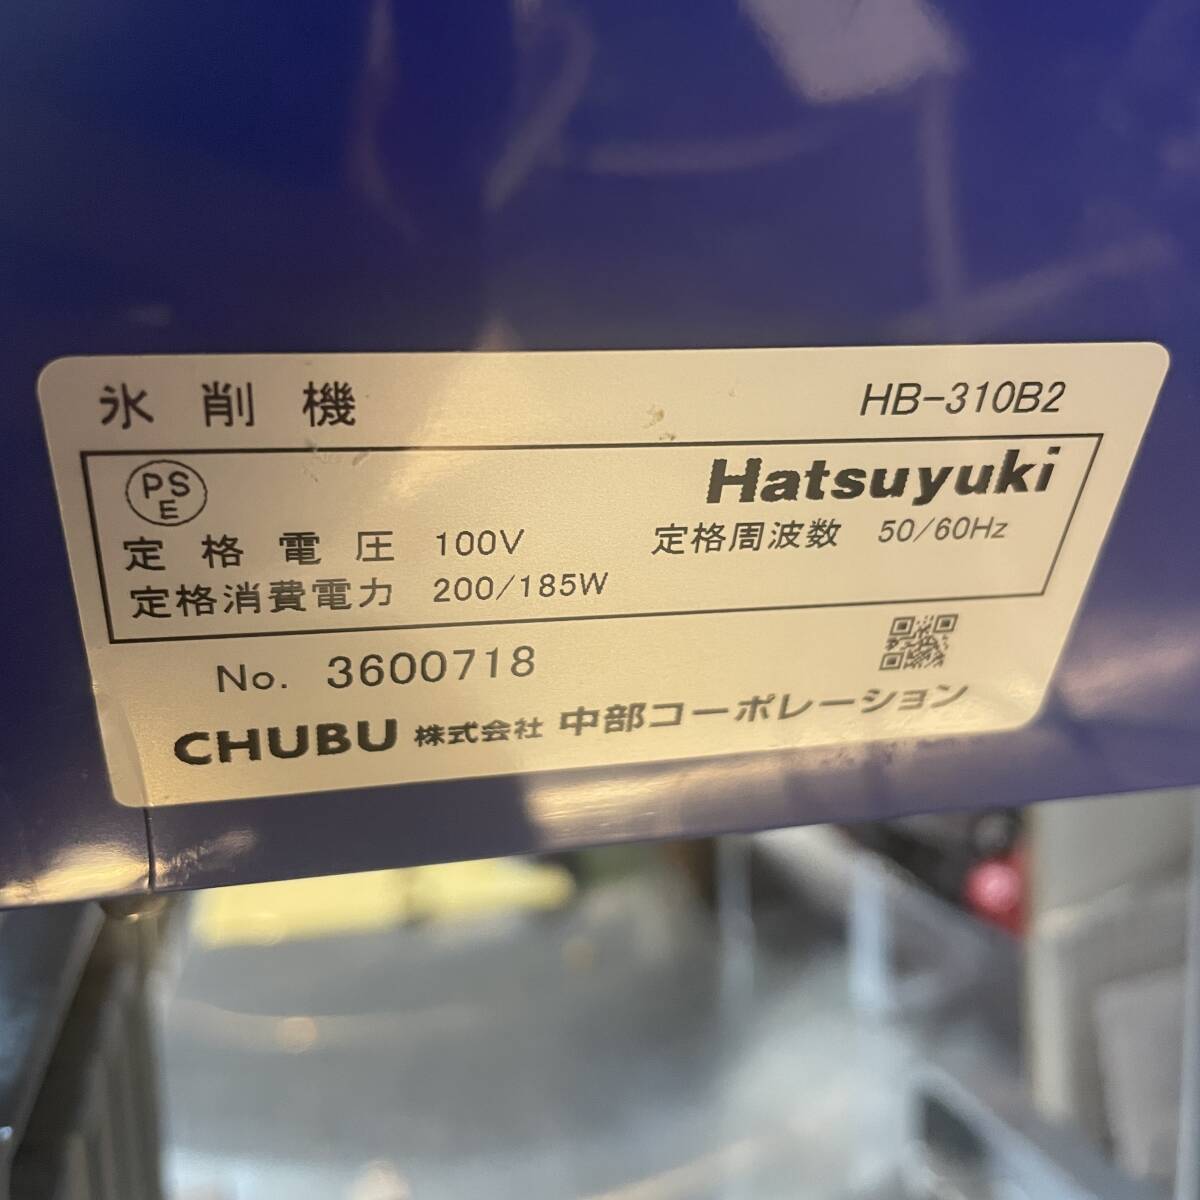 氷削機 HB-310B2
PSE Hatsuyuki
定格電圧 100V 定格周波数 50/60Hz
定格消費電力 200/185W
No. 3600718
CHUBU 株式会社 中部コーポレーション